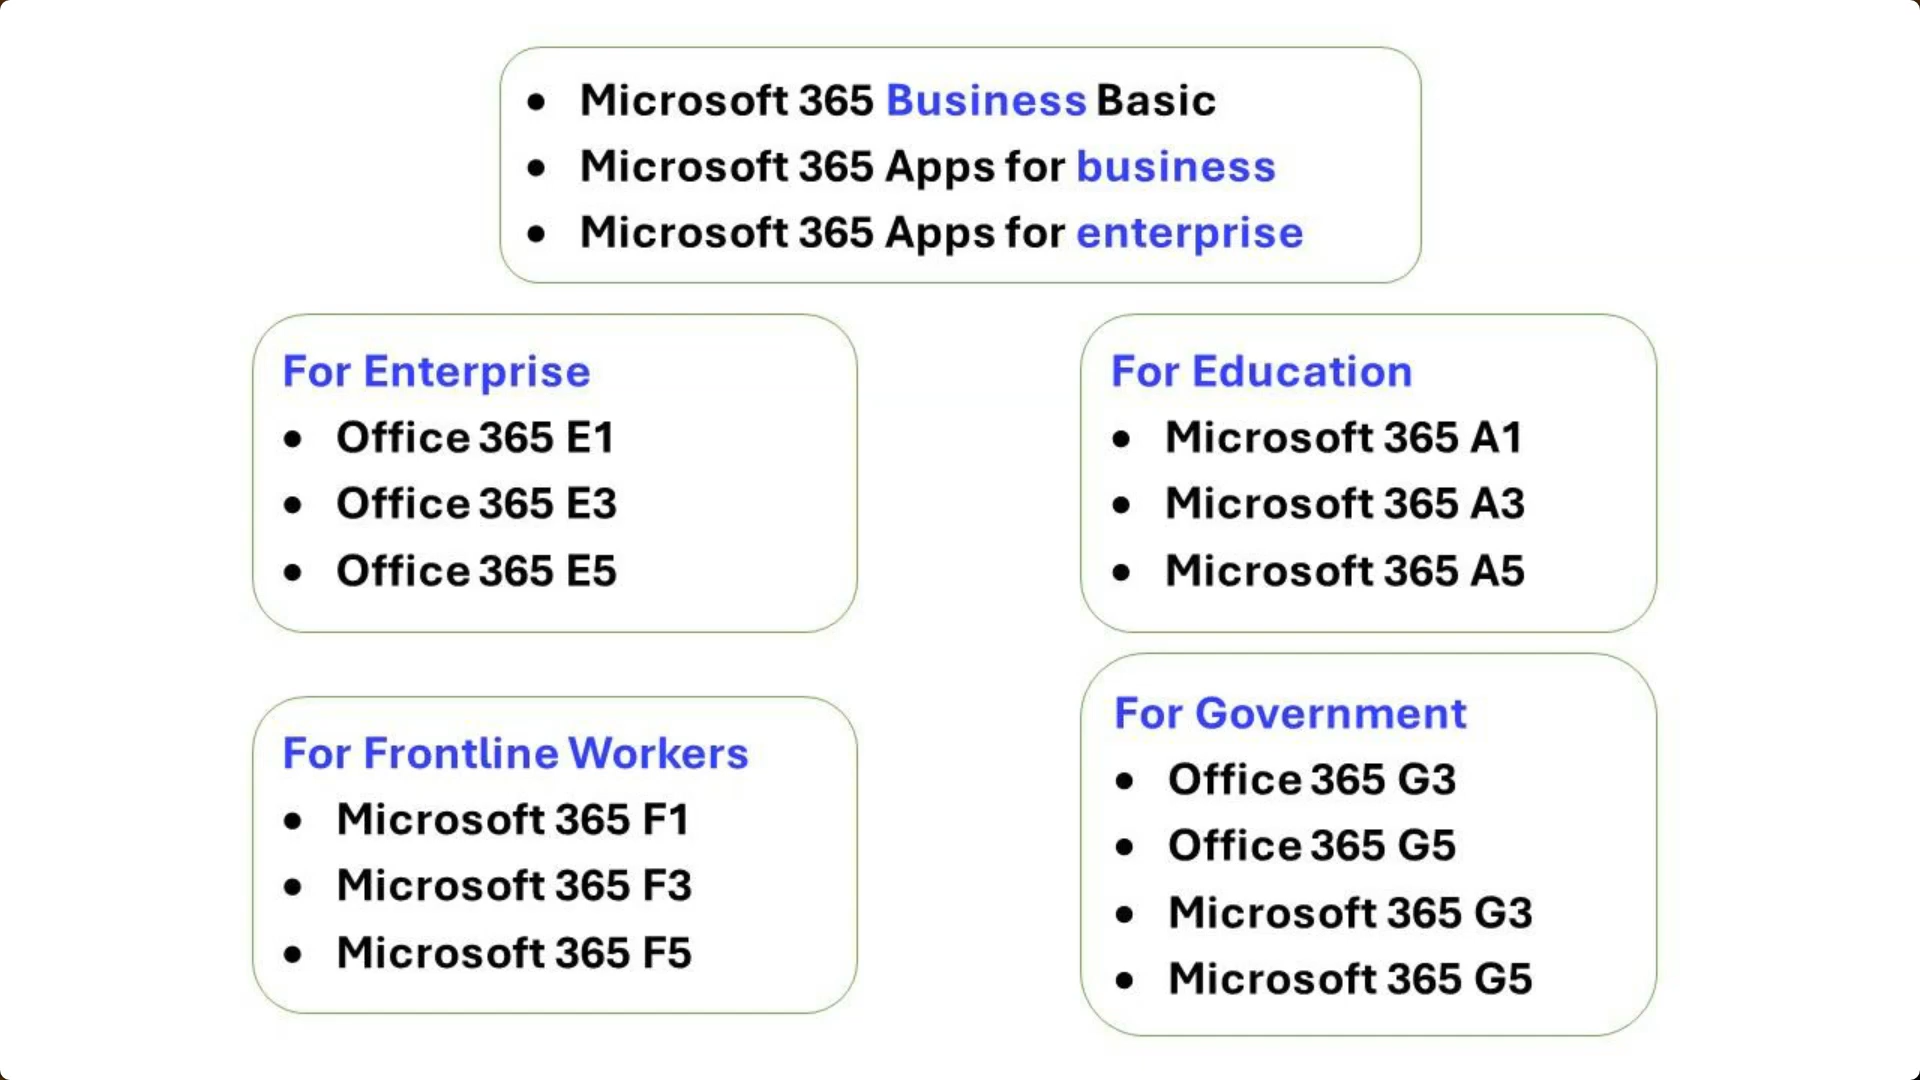 • Microsoft 365 Business Basic
• Microsoft 365 Apps for business
• Microsoft 365 Apps for enterprise
For Enterprise
• Office 365 E1
• Office 365 E3
• Office 365 E5
For Education
• Microsoft 365 A1
• Microsoft 365 A3
• Microsoft 365 A5
For Frontline Workers
• Microsoft 365 F1
• Microsoft 365 F3
• Microsoft 365 F5
For Government
• Office 365 G3
• Office 365 G5
• Microsoft 365 G3
• Microsoft 365 G5